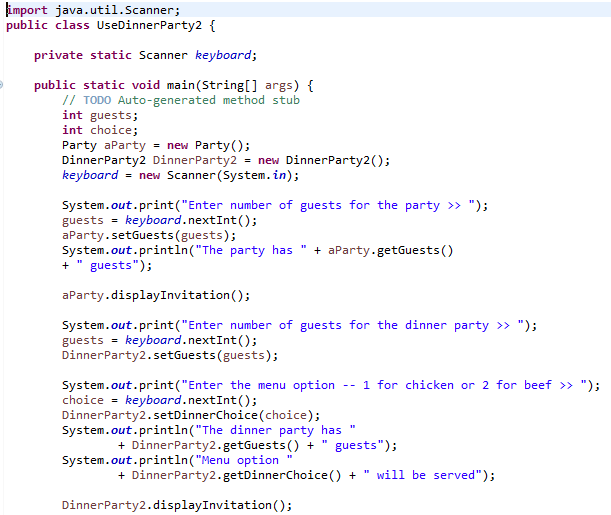 import java.util.Scanner;
public class UseDinnerParty2 {
private static Scanner keyboard;
public static void main(String[] args) {
// TODO Auto-generated method stub
int guests;
int choice;
Party aParty = new Party();
DinnerParty2 DinnerParty2 = new DinnerParty2();
keyboard = new Scanner(System.in);
System.out.print("Enter number of guests for the party >> ");
guests = keyboard.nextInt();
aParty.setGuests(guests);
System.out.println("The party has " + aParty.getGuests()
+ " guests");
aParty.displayInvitation();
System.out.print("Enter number of guests for the dinner party >> ");
guests = keyboard.nextInt();
DinnerParty2.setGuests(guests);
System.out.print("Enter the menu option -- 1 for chicken or 2 for beef >> ");
choice = keyboard.nextInt();
DinnerParty2.setDinnerChoice(choice);
System.out.println("The dinner party has "
+ DinnerParty2.getGuests() + " guests");
System.out.println("Menu option "
+ DinnerParty2.getDinnerChoice() + " will be served");
DinnerParty2.displayInvitation();